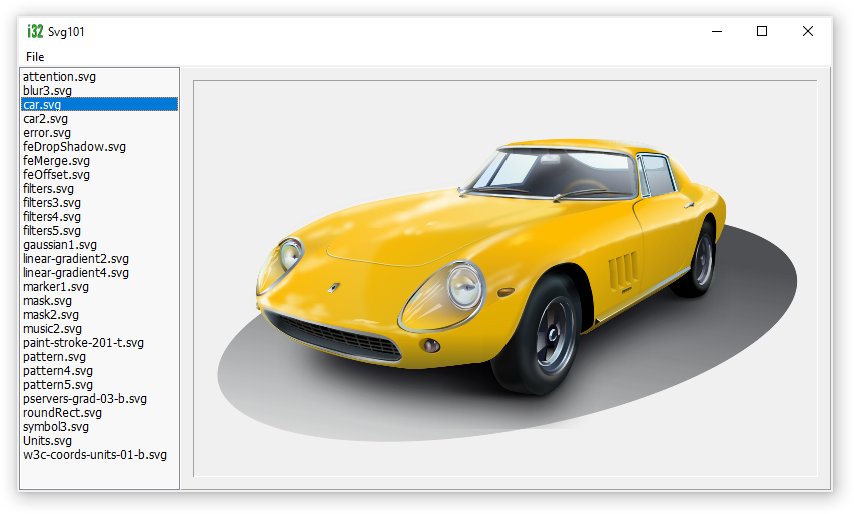 i32 Svg101
File
attention.svg
blur3.svg
car.svg
car2.svg
error.svg
feDropShadow.svg
feMerge.svg
feOffset.svg
filters.svg
filters3.svg
filters4.svg
filters5.svg
gaussian1.svg
linear-gradient2.svg
linear-gradient4.svg
marker1.svg
mask.svg
mask2.svg
music2.svg
paint-stroke-201-t.svg
pattern.svg
pattern4.svg
pattern5.svg
pservers-grad-03-b.svg
roundRect.svg
symbol3.svg
Units.svg
w3c-coords-units-01-b.svg